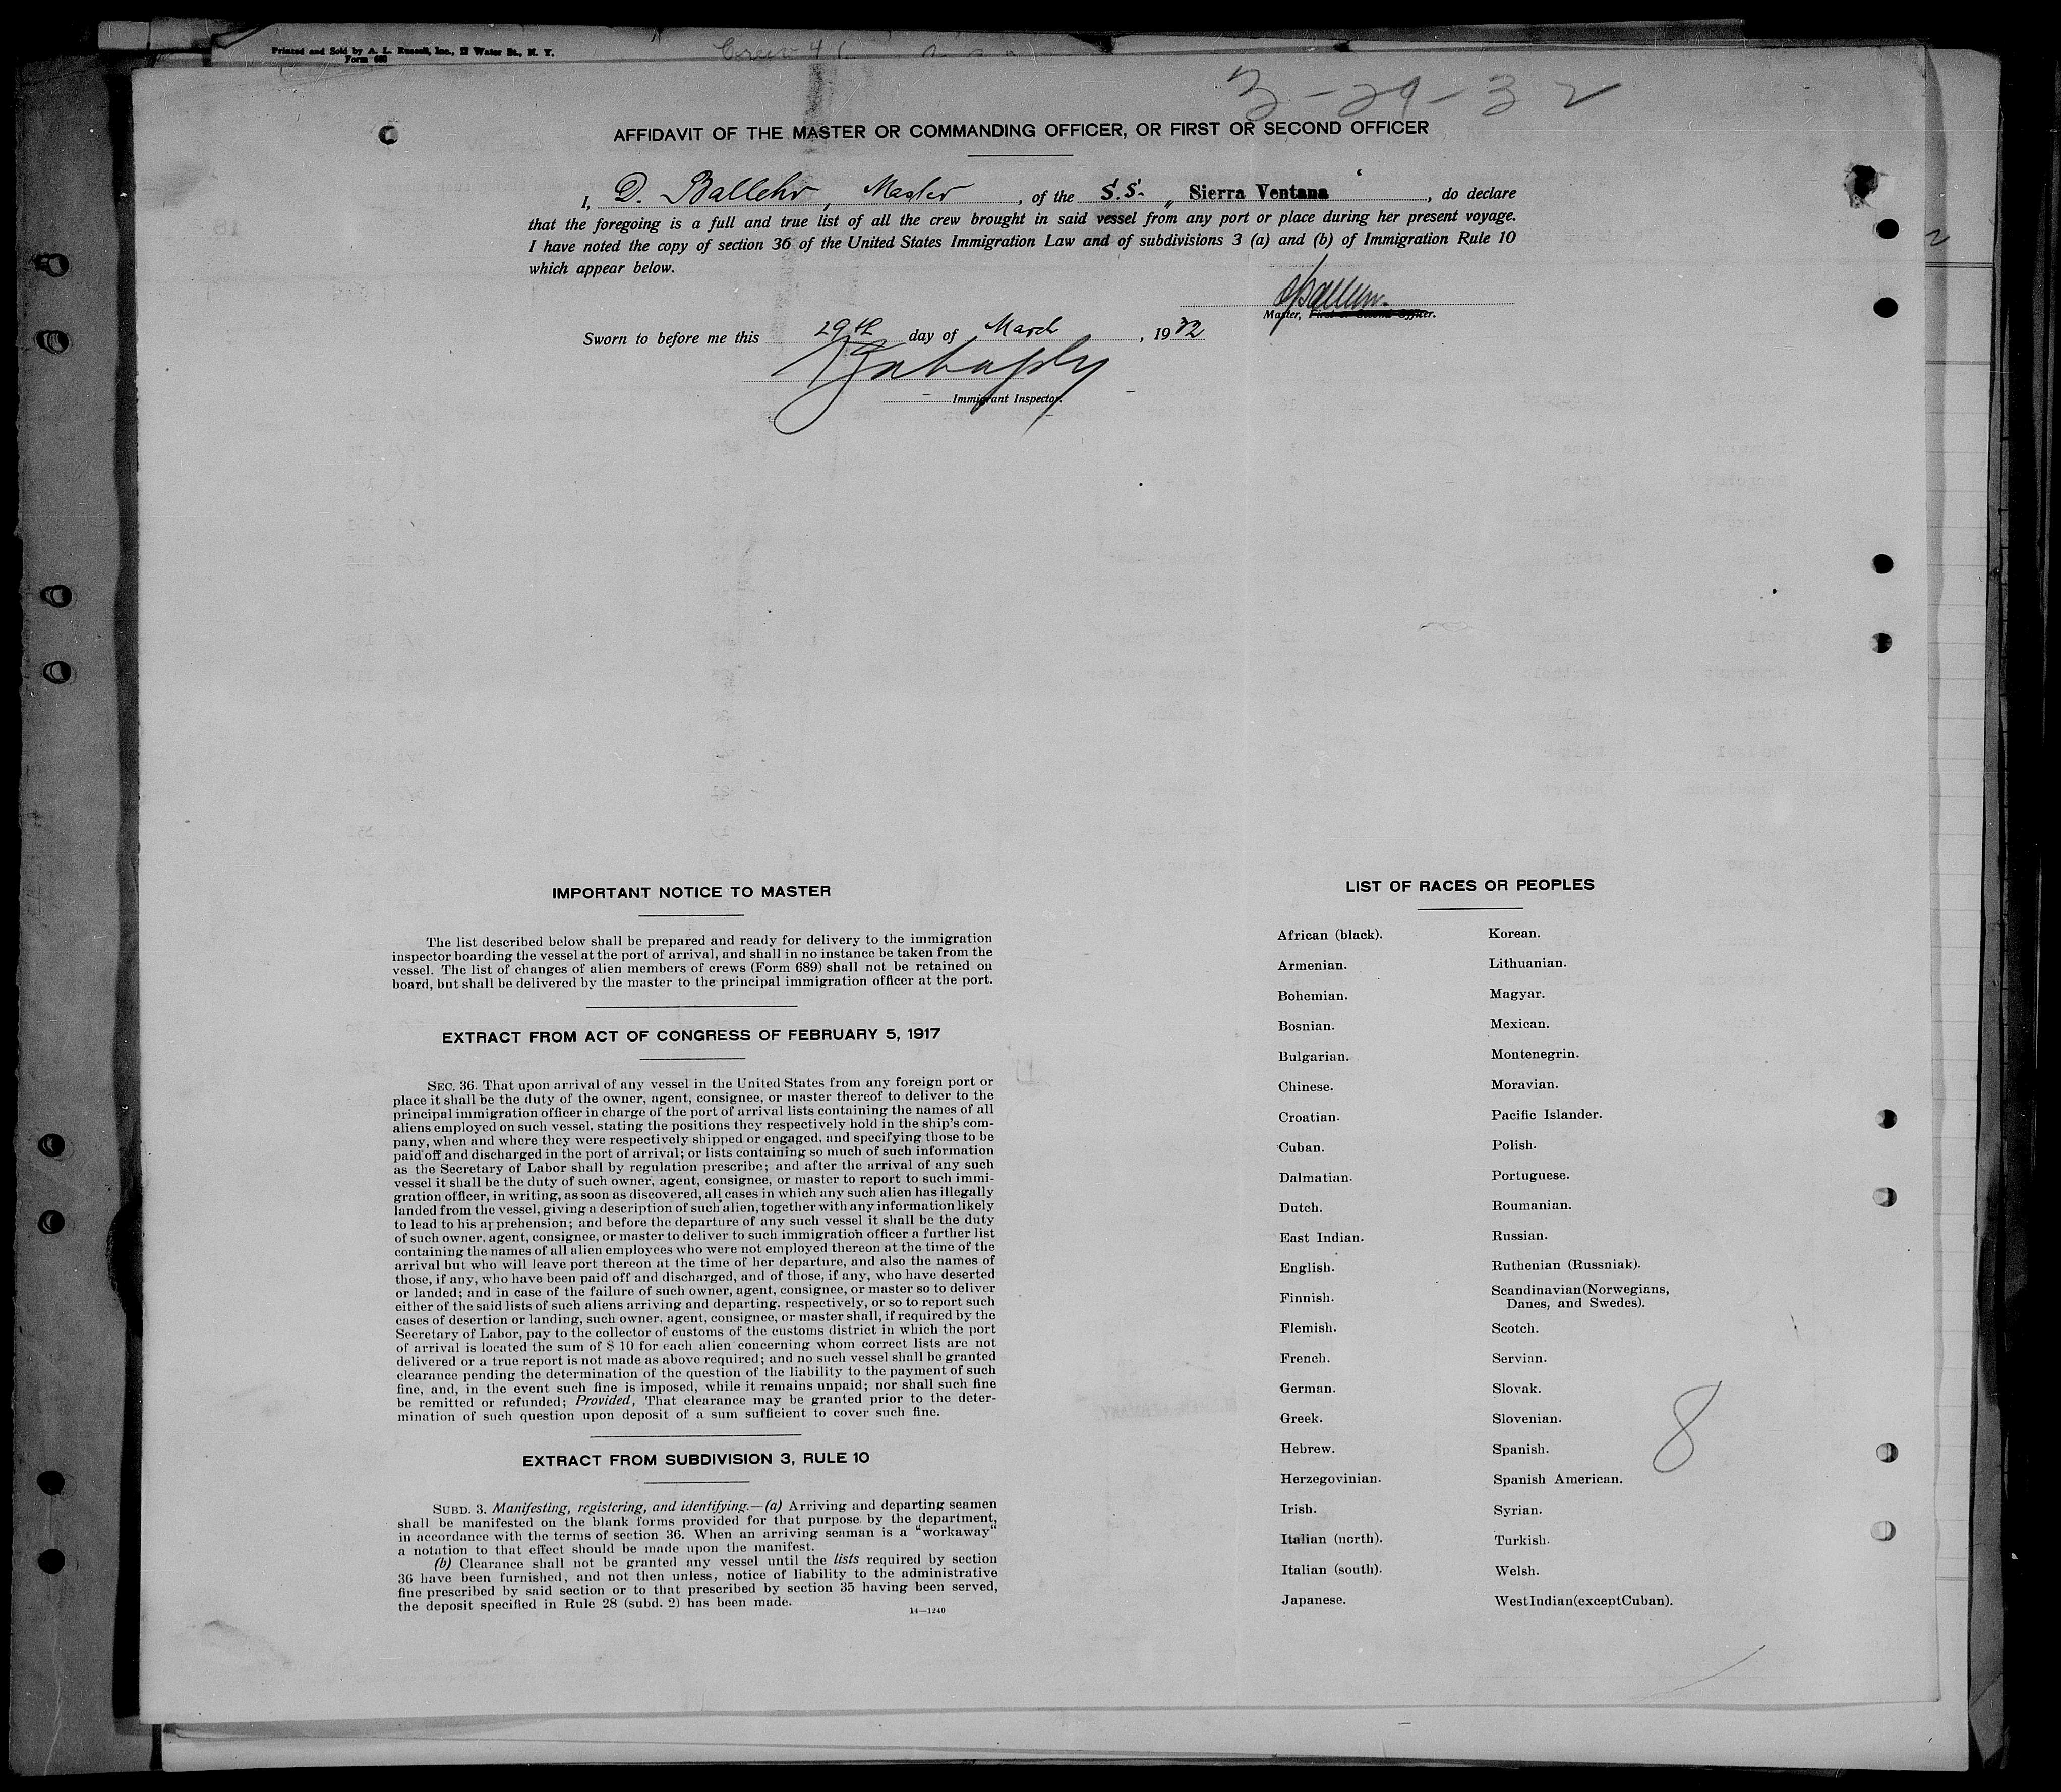 Printed and Sold by A. L. Russell, Inc., Water St., N. Y.
Form 689
3-29-32
AFFIDAVIT OF THE MASTER OR COMMANDING OFFICER, OR FIRST OR SECOND OFFICER
I, D. Ballehr, Master, of the S.S. „ Sierra Ventana ‘, do declare
that the foregoing is a full and true list of all the crew brought in said vessel from any port or place during her present voyage.
I have noted the copy of section 36 of the United States Immigration Law and of subdivisions 3 (a) and (b) of Immigration Rule 10
which appear below.
Master, First or Second Officer.
Sworn to before me this 29th day of March, 1932
Immigrant Inspector.
IMPORTANT NOTICE TO MASTER
The list described below shall be prepared and ready for delivery to the immigration
inspector boarding the vessel at the port of arrival, and shall in no instance be taken from the
vessel. The list of changes of alien members of crews (Form 689) shall not be retained on
board, but shall be delivered by the master to the principal immigration officer at the port.
EXTRACT FROM ACT OF CONGRESS OF FEBRUARY 5, 1917
SEC. 36. That upon arrival of any vessel in the United States from any foreign port or
place it shall be the duty of the owner, agent, consignee, or master thereof to deliver to the
principal immigration officer in charge of the port of arrival lists containing the names of all
aliens employed on such vessel, stating the positions they respectively hold in the ship's com-
pany, when and where they were respectively shipped or engaged, and specifying those to be
paid off and discharged in the port of arrival; or lists containing so much of such information
as the Secretary of Labor shall by regulation prescribe; and after the arrival of any such
vessel it shall be the duty of such owner, agent, consignee, or master to report to such immi-
gration officer, in writing, as soon as discovered, all cases in which any such alien has illegally
landed from the vessel, giving a description of such alien, together with any information likely
to lead to his apprehension; and before the departure of any such vessel it shall be the duty
of such owner, agent, consignee, or master to deliver to such immigration officer a further list
containing the names of all alien employees who were not employed thereon at the time of the
arrival but who will leave port thereon at the time of her departure, and also the names of
those, if any, who have been paid off and discharged, and of those, if any, who have deserted
or landed; and in case of the failure of such owner, agent, consignee, or master so to deliver
either of the said lists of such aliens arriving and departing, respectively, or so to report such
cases of desertion or landing, such owner, agent, consignee, or master shall, if required by the
Secretary of Labor, pay to the collector of customs of the customs district in which the port
of arrival is located the sum of $ 10 for each alien concerning whom correct lists are not
delivered or a true report is not made as above required; and no such vessel shall be granted
clearance pending the determination of the question of the liability to the payment of such
fine, and, in the event such fine is imposed, while it remains unpaid; nor shall such fine
be remitted or refunded; Provided, That clearance may be granted prior to the deter-
mination of such question upon deposit of a sum sufficient to cover such fine.
EXTRACT FROM SUBDIVISION 3, RULE 10
SUBD. 3. Manifesting, registering, and identifying.—(a) Arriving and departing seamen
shall be manifested on the blank forms provided for that purpose by the department,
in accordance with the terms of section 36. When an arriving seaman is a “workaway“
a notation to that effect should be made upon the manifest.
(b) Clearance shall not be granted any vessel until the lists required by section
36 have been furnished, and not then unless, notice of liability to the administrative
fine prescribed by said section or to that prescribed by section 35 having been served,
the deposit specified in Rule 28 (subd. 2) has been made.
14—1240
LIST OF RACES OR PEOPLES
African (black).
Armenian.
Bohemian.
Bosnian.
Bulgarian.
Chinese.
Croatian.
Cuban.
Dalmatian.
Dutch.
East Indian.
English.
Finnish.
Flemish.
French.
German.
Greek.
Hebrew.
Herzegovinian.
Irish.
Italian (north).
Italian (south).
Japanese.
Korean.
Lithuanian.
Magyar.
Mexican.
Montenegrin.
Moravian.
Pacific Islander.
Polish.
Portuguese.
Roumanian.
Russian.
Ruthenian (Russniak).
Scandinavian (Norwegians,
Danes, and Swedes).
Scotch.
Servian.
Slovak.
Slovenian.
Spanish.
Spanish American.
Syrian.
Turkish.
Welsh.
West Indian (except Cuban).
8